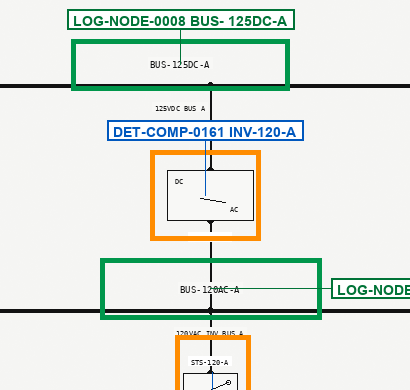 LOG-NODE-0008 BUS- 125DC-A
BUS-125DC-A
125VDC BUS A
DET-COMP-0161 INV-120-A
DC
AC
BUS-120AC-A
LOG-NODE
120VAC INV BUS A
STS-120-A